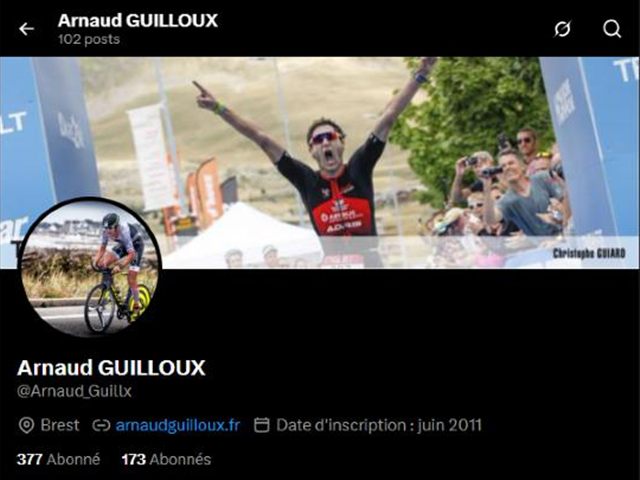 Arnaud GUILLOUX
102 posts
Christophe GUIARD
Arnaud GUILLOUX
@Arnaud_Guillx
Brest arnaudguilloux.fr Date d'inscription : juin 2011
377 Abonné 173 Abonnés